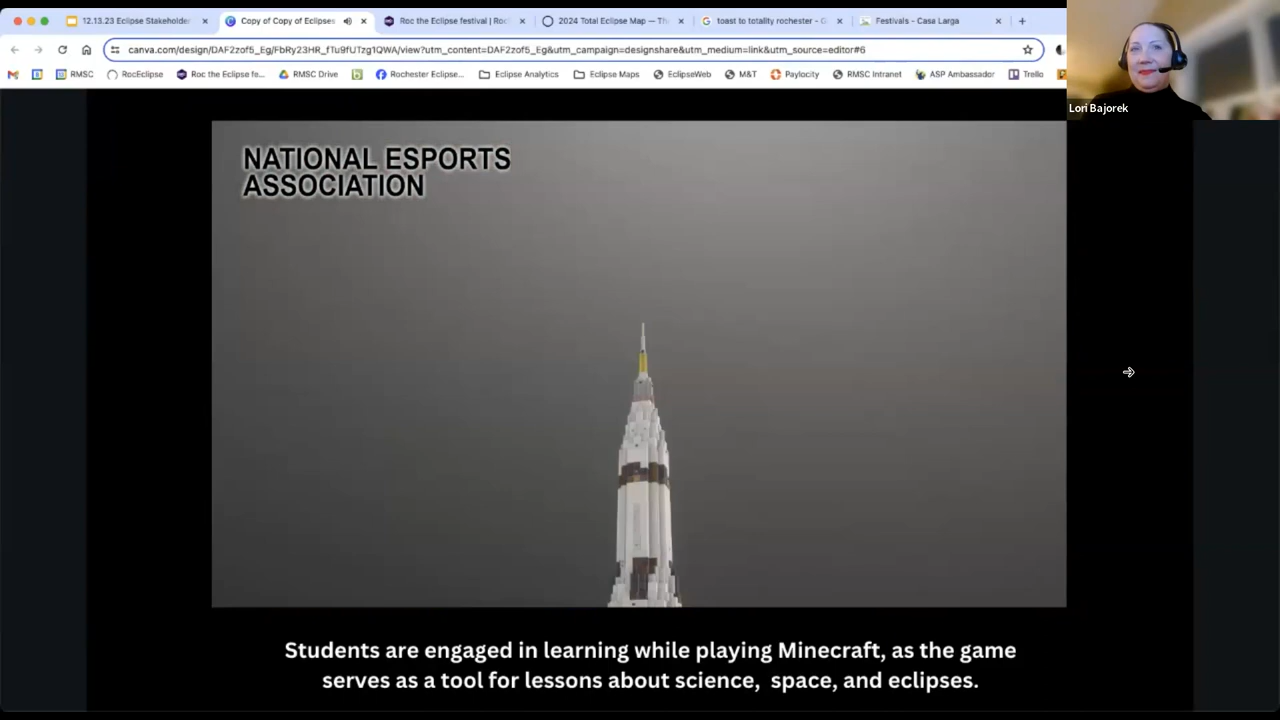 12.13.23 Eclipse Stakeholder
Copy of Copy of Eclipses
Roc the Eclipse festival | Roc
2024 Total Eclipse Map — Th
toast to totality rochester - G
Festivals - Casa Larga
canva.com/design/DAF2zof5_Eg/FbRy23HR_fTu9fUTzg1QWA/view?utm_content=DAF2zof5_Eg&utm_campaign=designshare&utm_medium=link&utm_source=editor#6
RMSC
RocEclipse
Roc the Eclipse fe...
RMSC Drive
Rochester Eclipse...
Eclipse Analytics
Eclipse Maps
EclipseWeb
M&T
Paylocity
RMSC Intranet
ASP Ambassador
Trello
Lori Bajorek
NATIONAL ESPORTS
ASSOCIATION
Students are engaged in learning while playing Minecraft, as the game
serves as a tool for lessons about science,  space, and eclipses.